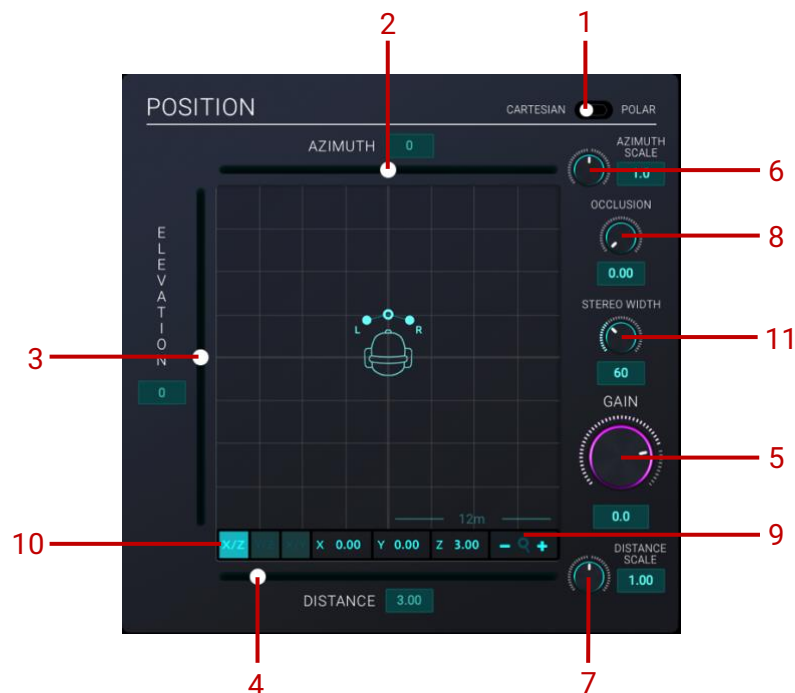 2 1
POSITION CARTESIAN POLAR
AZIMUTH 0
AZIMUTH
SCALE
1.0
6
OCCLUSION
8
0.00
ELEVATION
0
3
L R
STEREO WIDTH
11
60
GAIN
5
0.0
12m
9
10
X/Z X 0.00 Y 0.00 Z 3.00 - +
DISTANCE
SCALE
1.00
DISTANCE 3.00
4 7